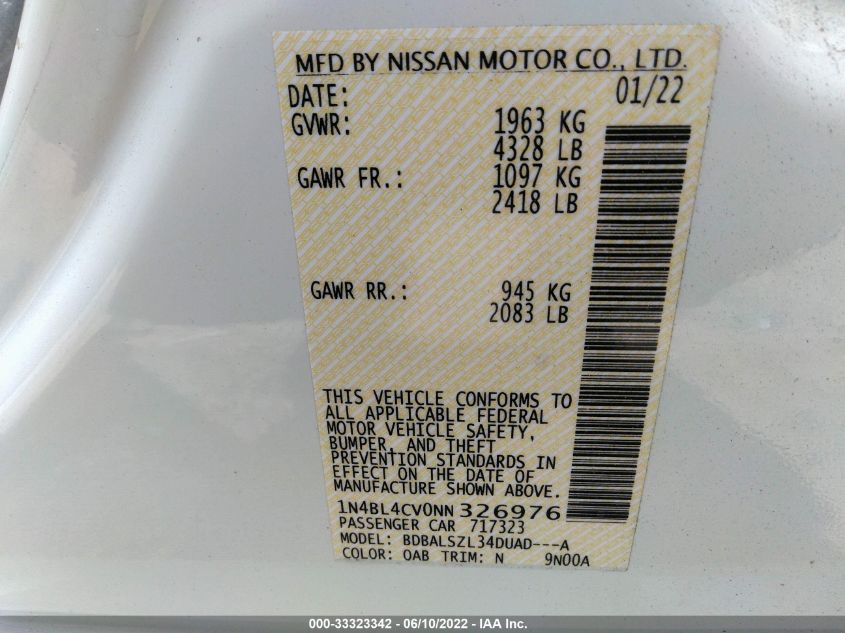 MFD BY NISSAN MOTOR CO., LTD.
DATE: 01/22
GVWR: 1963 KG
4328 LB
GAWR FR.: 1097 KG
2418 LB
GAWR RR.: 945 KG
2083 LB
THIS VEHICLE CONFORMS TO
ALL APPLICABLE FEDERAL
MOTOR VEHICLE SAFETY,
BUMPER, AND THEFT
PREVENTION STANDARDS IN
EFFECT ON THE DATE OF
MANUFACTURE SHOWN ABOVE.
1N4BL4CV0NN 326976
PASSENGER CAR 717323
MODEL: BDBALSZL34DUAD---A
COLOR: QAB TRIM: N 9N00A
000-33323342 - 06/10/2022 - IAA Inc.